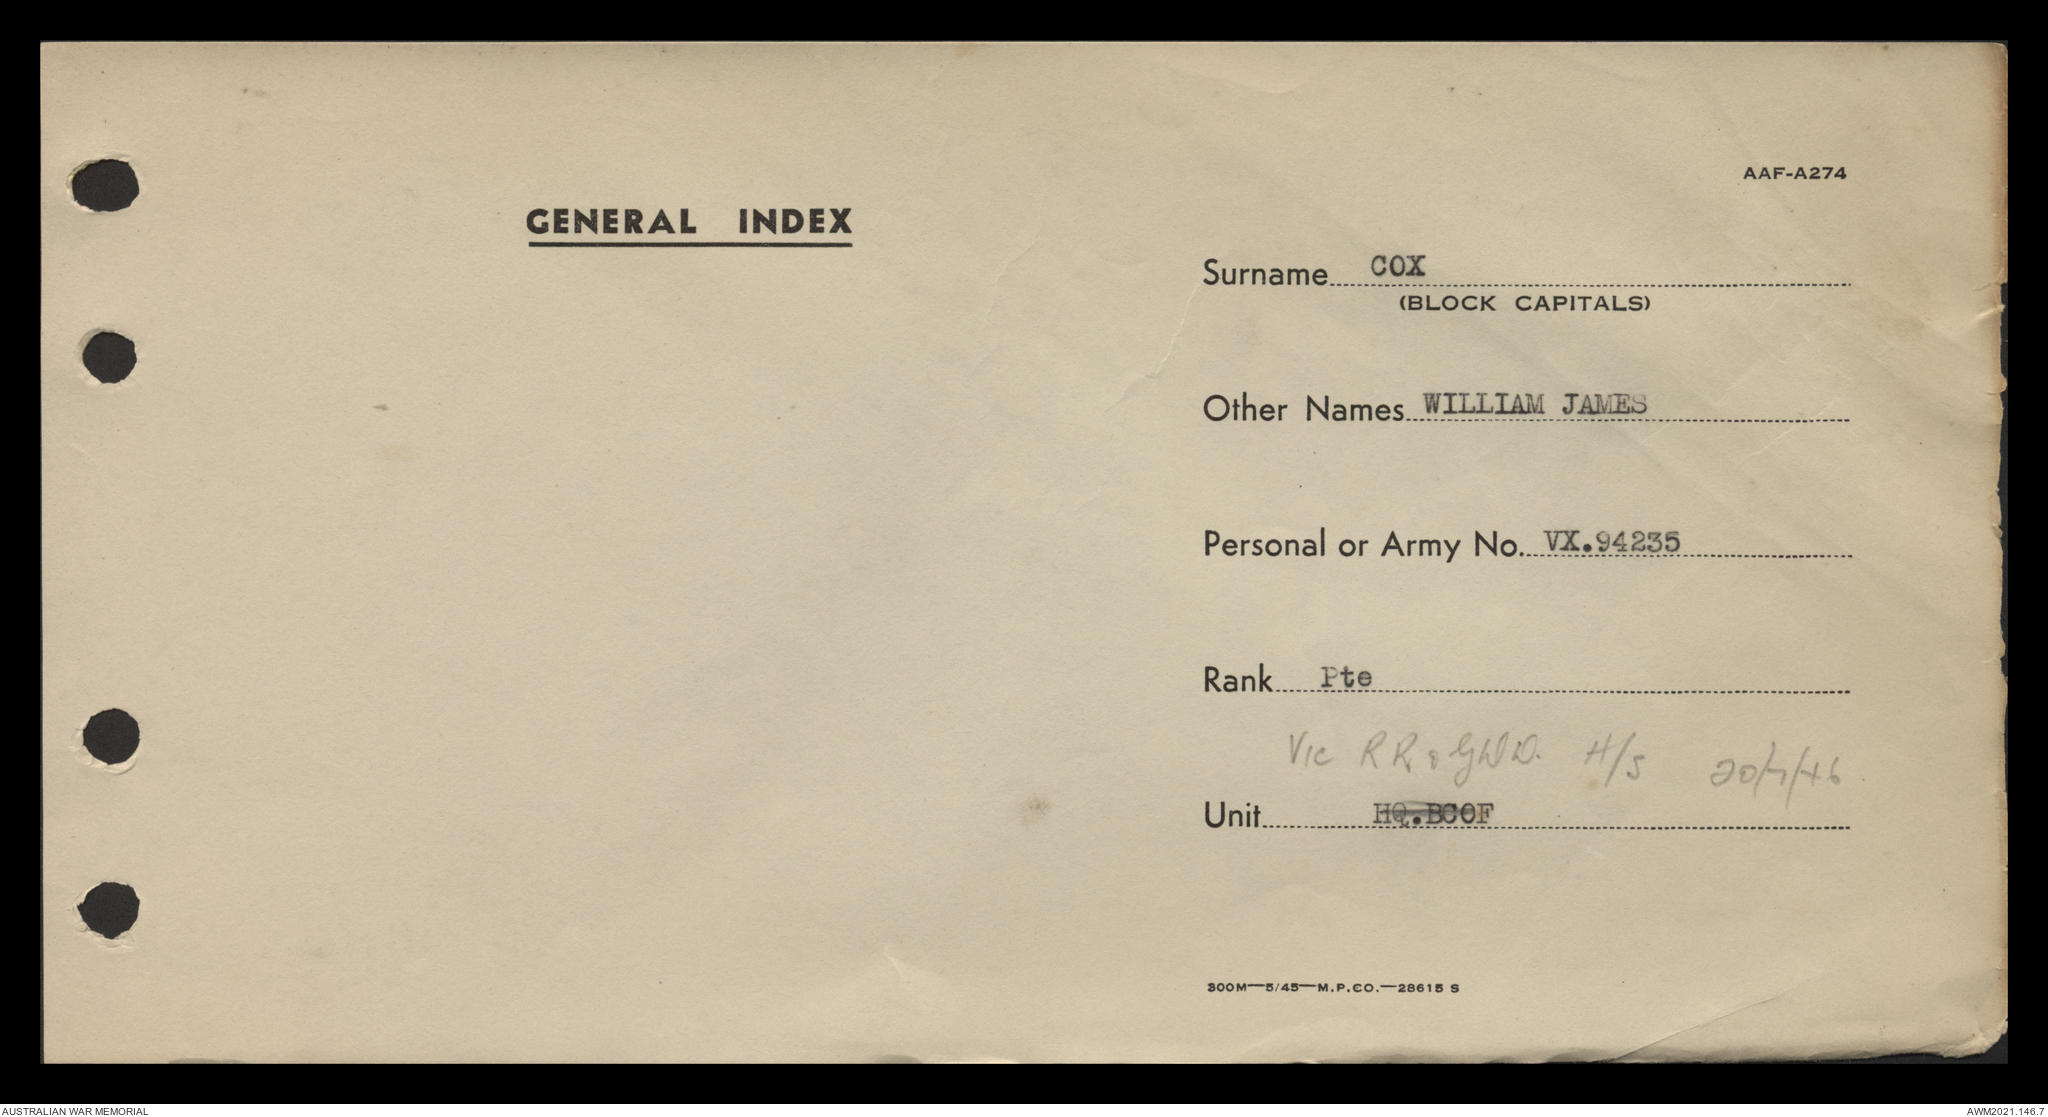 AAF-A274
GENERAL INDEX
Surname COX
(BLOCK CAPITALS)
Other Names WILLIAM JAMES
Personal or Army No. VX.94235
Rank Pte
Vic R R & GDD. H/S 20/7/46
Unit HQ.BCOF
300M—5/45—M.P.CO.—28615 S
AUSTRALIAN WAR MEMORIAL
AWM2021.146.7